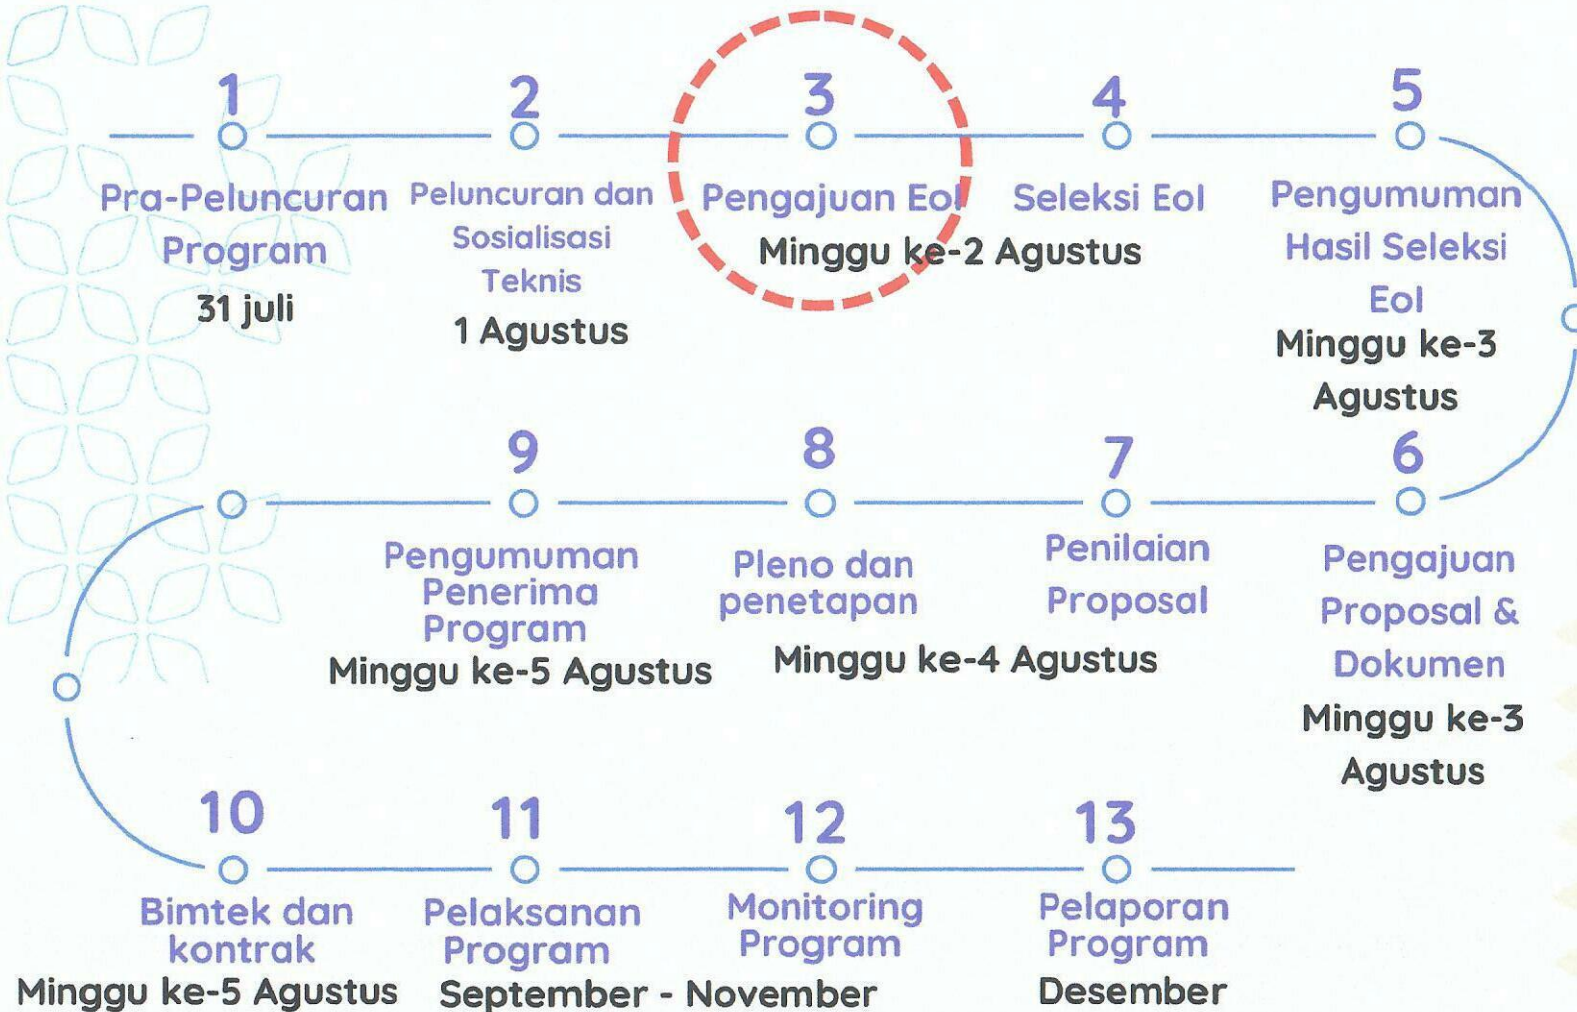 1
Pra-Peluncuran
Program
31 juli
2
Peluncuran dan
Sosialisasi
Teknis
1 Agustus
3
Pengajuan EoI
4
Seleksi EoI
Minggu ke-2 Agustus
5
Pengumuman
Hasil Seleksi
EoI
Minggu ke-3
Agustus
6
Pengajuan
Proposal &
Dokumen
Minggu ke-3
Agustus
7
Penilaian
Proposal
8
Pleno dan
penetapan
Minggu ke-4 Agustus
9
Pengumuman
Penerima
Program
Minggu ke-5 Agustus
10
Bimtek dan
kontrak
Minggu ke-5 Agustus
11
Pelaksanan
Program
12
Monitoring
Program
September - November
13
Pelaporan
Program
Desember